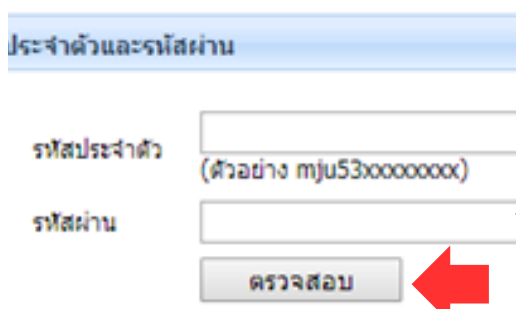 ประจำตัวและรหัสผ่าน
รหัสประจำตัว
(ตัวอย่าง mju53xxxxxxxxx)
รหัสผ่าน
ตรวจสอบ